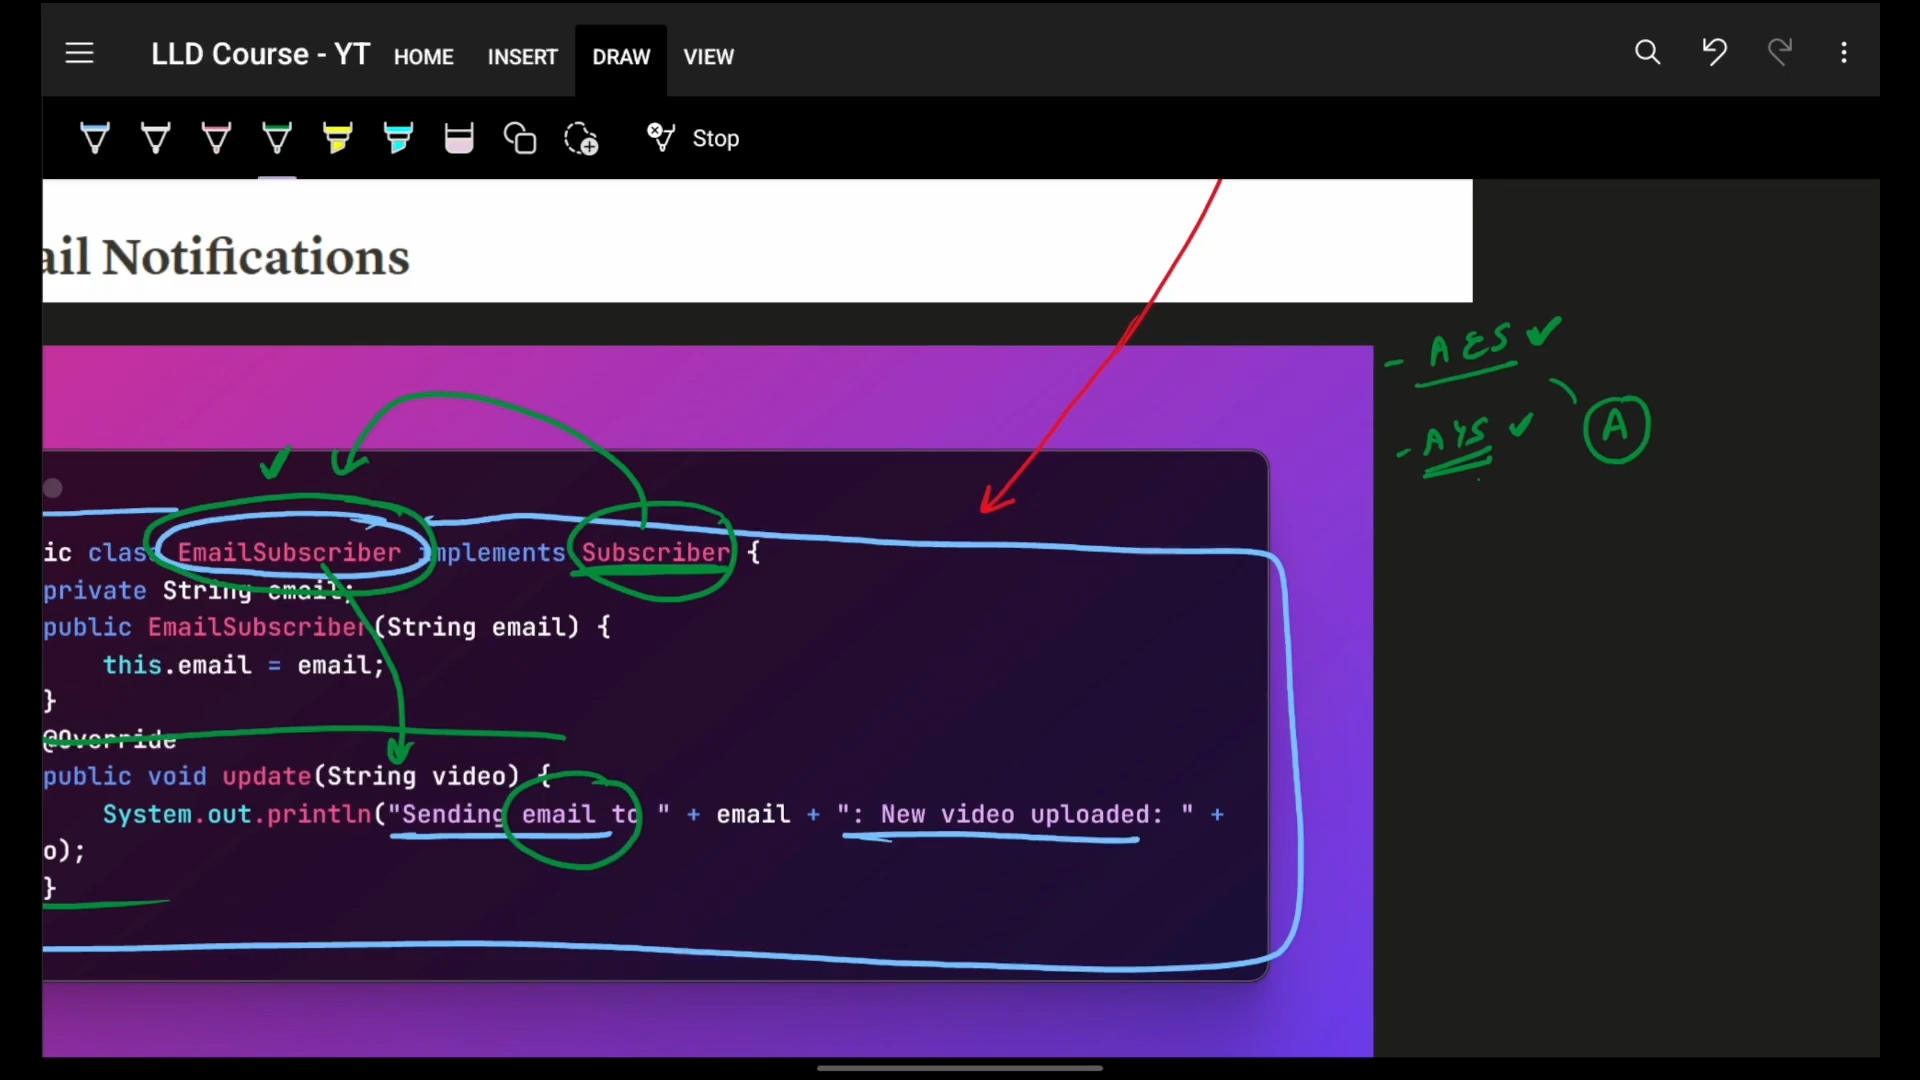 LLD Course - YT HOME INSERT DRAW VIEW
Stop
ail Notifications
- AES ✔
- AYS ✔
A
ic class EmailSubscriber implements Subscriber {
private String email;
public EmailSubscriber(String email) {
this.email = email;
}
@Override
public void update(String video) {
System.out.println("Sending email to " + email + ": New video uploaded: " +
o);
}